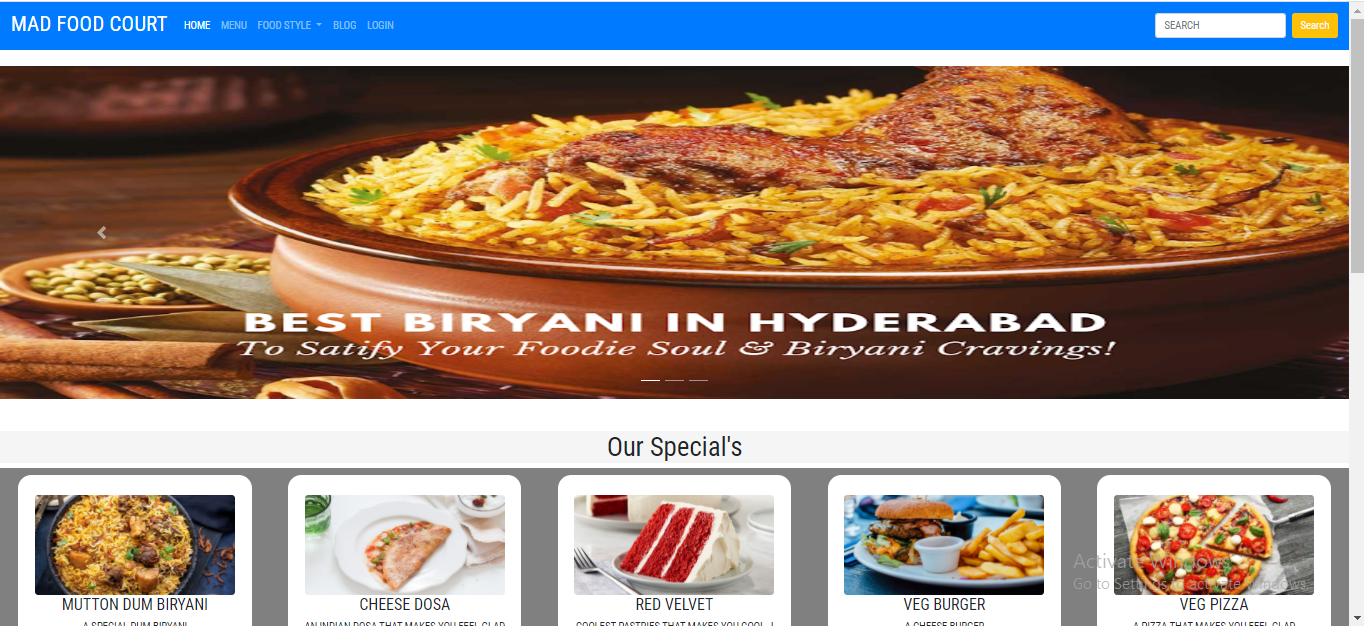 MAD FOOD COURT HOME MENU FOOD STYLE BLOG LOGIN SEARCH Search
BEST BIRYANI IN HYDERABAD
To Satify Your Foodie Soul & Biryani Cravings!
Our Special's
MUTTON DUM BIRYANI CHEESE DOSA RED VELVET VEG BURGER VEG PIZZA
A SPECIAL DUM BIRYANI AN INDIAN DOSA THAT MAKES YOU FEEL GLAD COOLEST PASTRIES THAT MAKES YOU COOL A CHEESE BURGER A PIZZA THAT MAKES YOU FEEL GLAD
Activate Windows
Go to Settings to activate Windows.